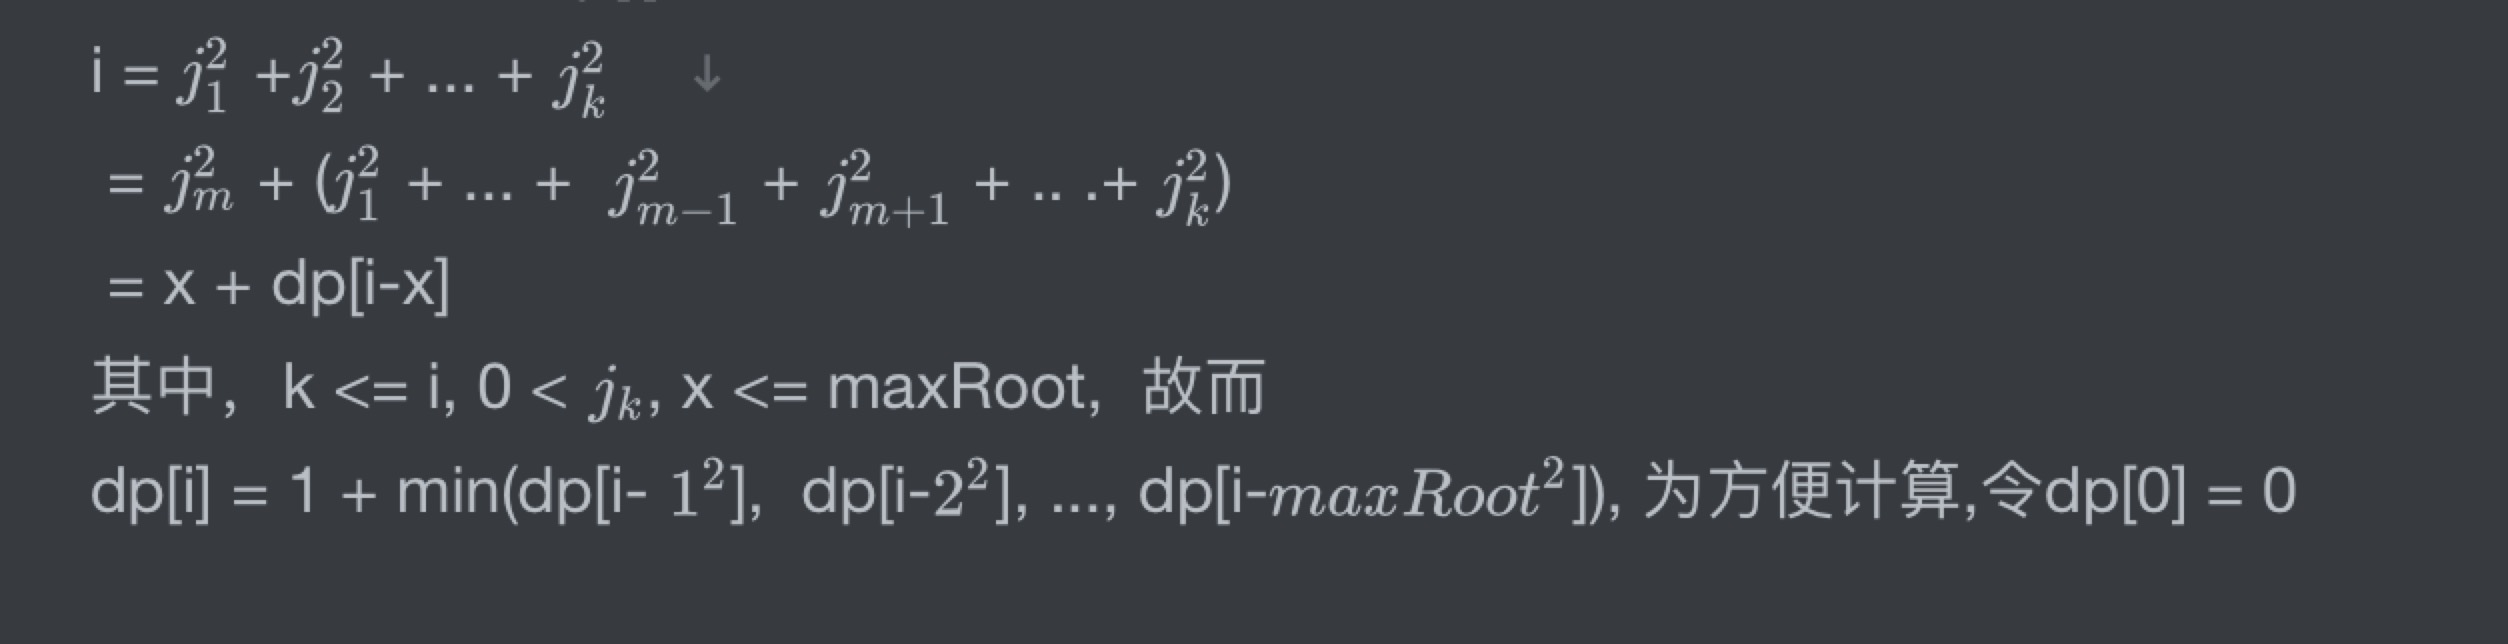 i = $j_1^2$ +$j_2^2$ + ... + $j_k^2$ ↓
= $j_m^2$ + ($j_1^2$ + ... + $j_{m-1}^2$ + $j_{m+1}^2$ + .. .+ $j_k^2$)
= x + dp[i-x]
其中，k <= i, 0 < $j_k$, x <= maxRoot，故而
dp[i] = 1 + min(dp[i- $1^2$], dp[i-$2^2$], ..., dp[i-$maxRoot^2$]), 为方便计算,令dp[0] = 0